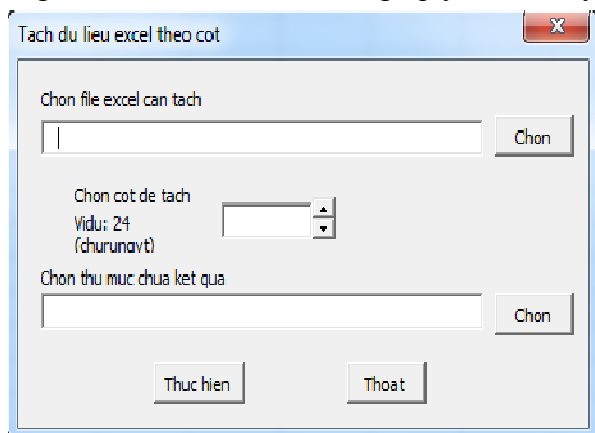 Tach du lieu excel theo cot
X
Chon file excel can tach
Chon
Chon cot de tach
Vidu: 24
(churungvt)
Chon thu muc chua ket qua
Chon
Thuc hien
Thoat